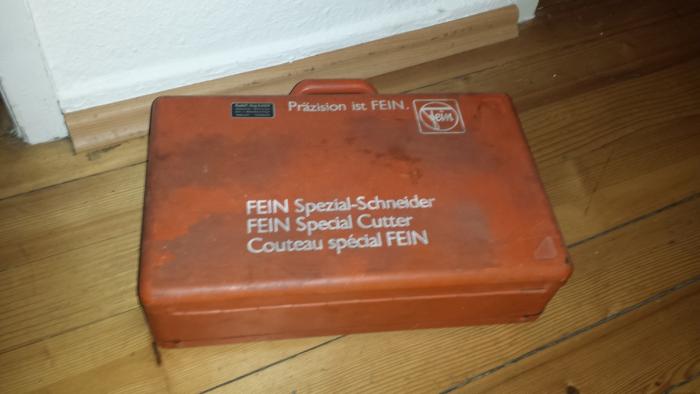 Präzision ist FEIN.
Fein
FEIN Spezial-Schneider
FEIN Special Cutter
Couteau spécial FEIN